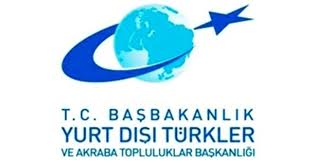 T.C. BAŞBAKANLIK
YURT DIŞI TÜRKLER
VE AKRABA TOPLULUKLAR BAŞKANLIĞI